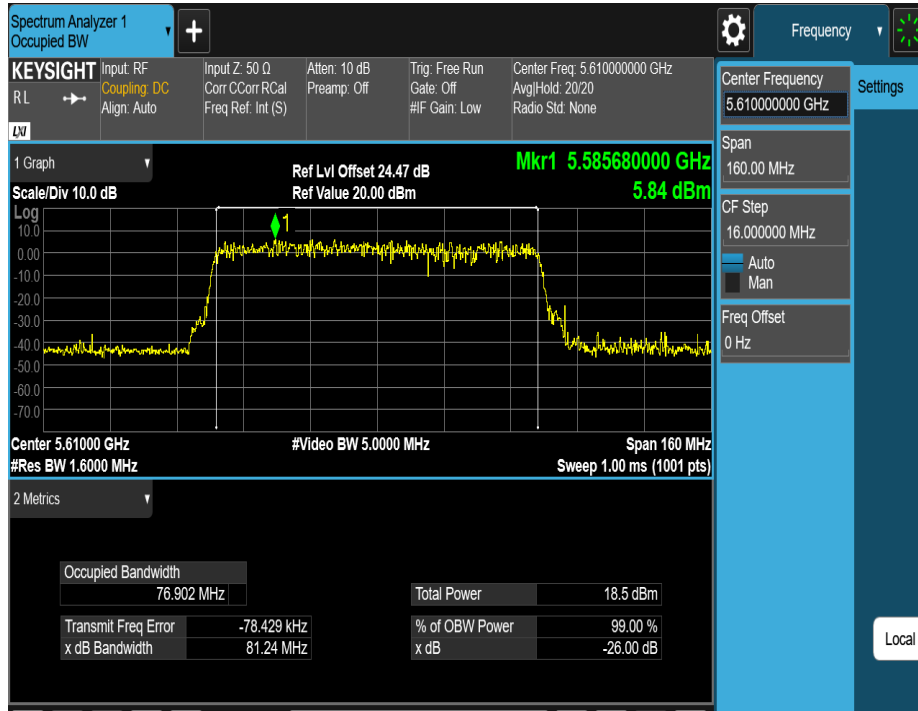 Spectrum Analyzer 1
Occupied BW
Frequency
KEYSIGHT
RL
LXI
Input: RF
Coupling: DC
Align: Auto
Input Z: 50 Ω
Corr CCorr RCal
Freq Ref: Int (S)
Atten: 10 dB
Preamp: Off
Trig: Free Run
Gate: Off
#IF Gain: Low
Center Freq: 5.610000000 GHz
Avg|Hold: 20/20
Radio Std: None
1 Graph
Scale/Div 10.0 dB
Ref Lvl Offset 24.47 dB
Ref Value 20.00 dBm
Mkr1 5.585680000 GHz
5.84 dBm
Log
10.0
0.00
-10.0
-20.0
-30.0
-40.0
-50.0
-60.0
-70.0
1
Center 5.61000 GHz
#Res BW 1.6000 MHz
#Video BW 5.0000 MHz
Span 160 MHz
Sweep 1.00 ms (1001 pts)
2 Metrics
Occupied Bandwidth
76.902 MHz
Transmit Freq Error -78.429 kHz
x dB Bandwidth 81.24 MHz
Total Power 18.5 dBm
% of OBW Power 99.00 %
x dB -26.00 dB
Center Frequency
5.610000000 GHz
Span
160.00 MHz
CF Step
16.000000 MHz
Auto
Man
Freq Offset
0 Hz
Settings
Local